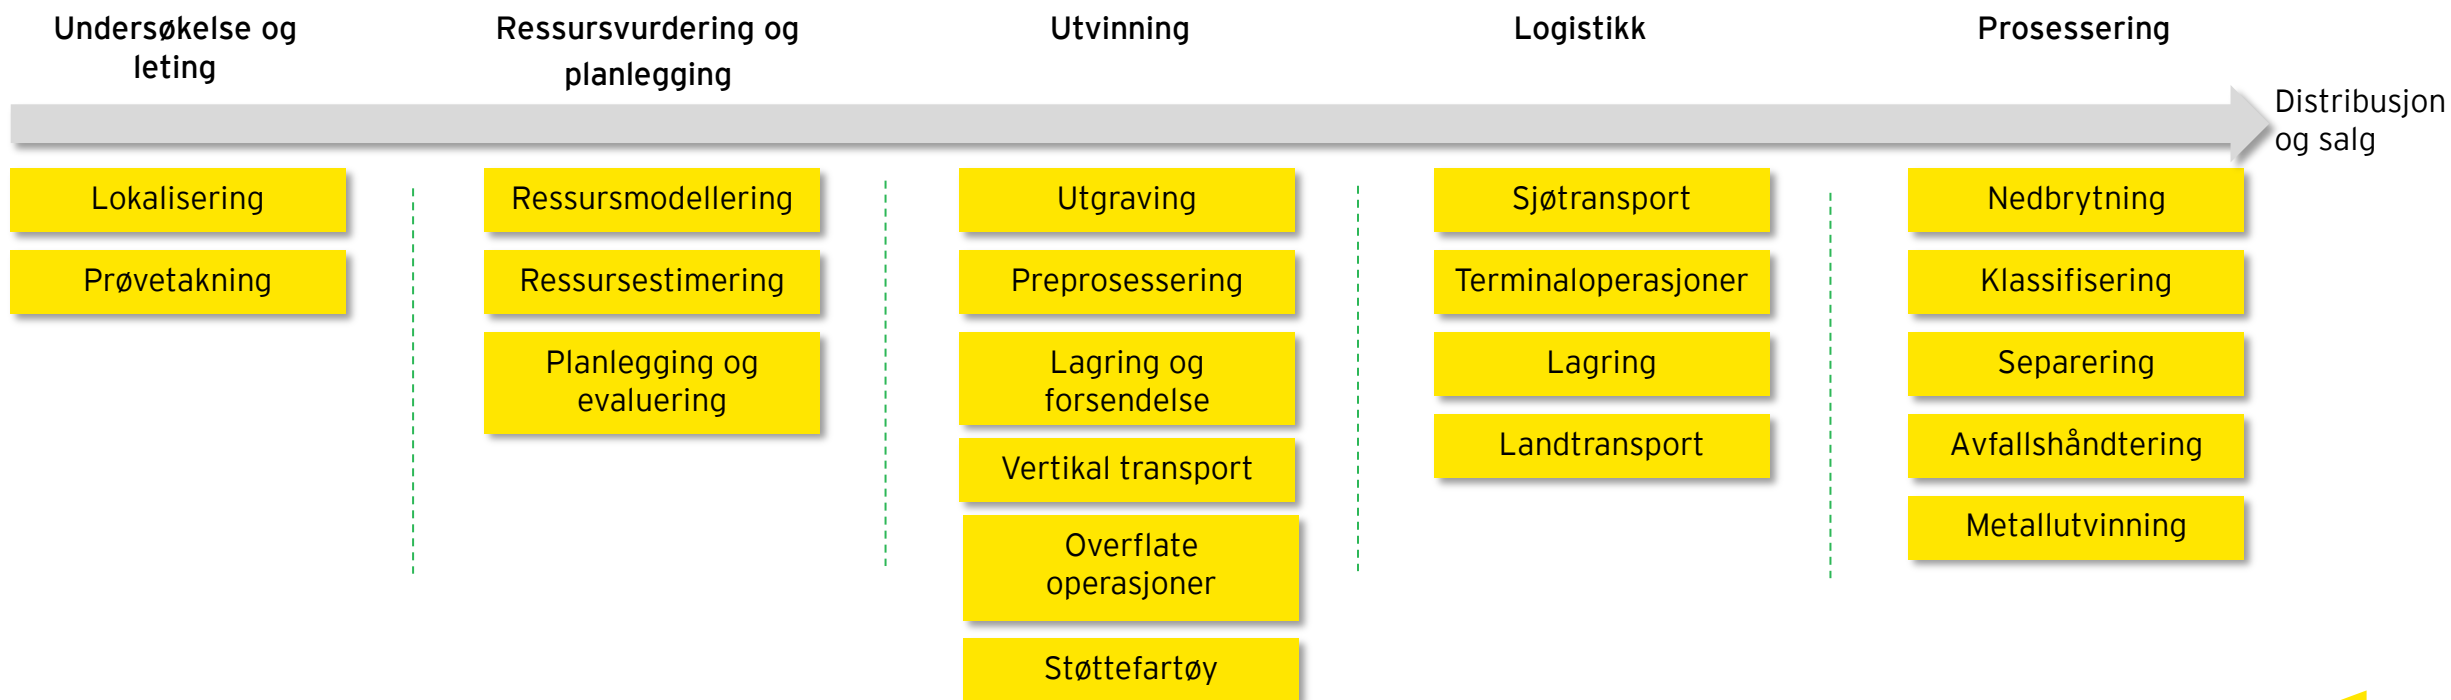 Undersøkelse og
leting
Ressursvurdering og
planlegging
Utvinning
Logistikk
Prosessering
Distribusjon
og salg
Lokalisering
Prøvetakning
Ressursmodellering
Ressursestimering
Planlegging og
evaluering
Utgraving
Preprosessering
Lagring og
forsendelse
Vertikal transport
Overflate
operasjoner
Støttefartøy
Sjøtransport
Terminaloperasjoner
Lagring
Landtransport
Nedbrytning
Klassifisering
Separering
Avfallshåndtering
Metallutvinning